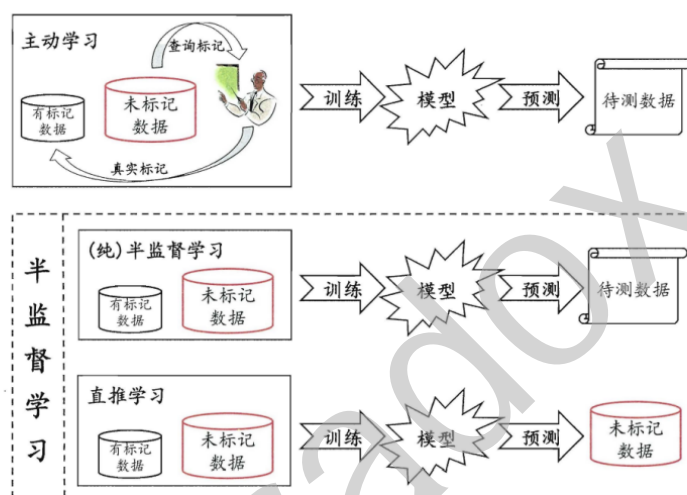 主动学习
查询标记
有标记
数据
未标记
数据
真实标记
训练
模型
预测
待测数据
半监督学习
(纯)半监督学习
有标记
数据
未标记
数据
训练
模型
预测
待测数据
直推学习
有标记
数据
未标记
数据
训练
模型
预测
未标记
数据